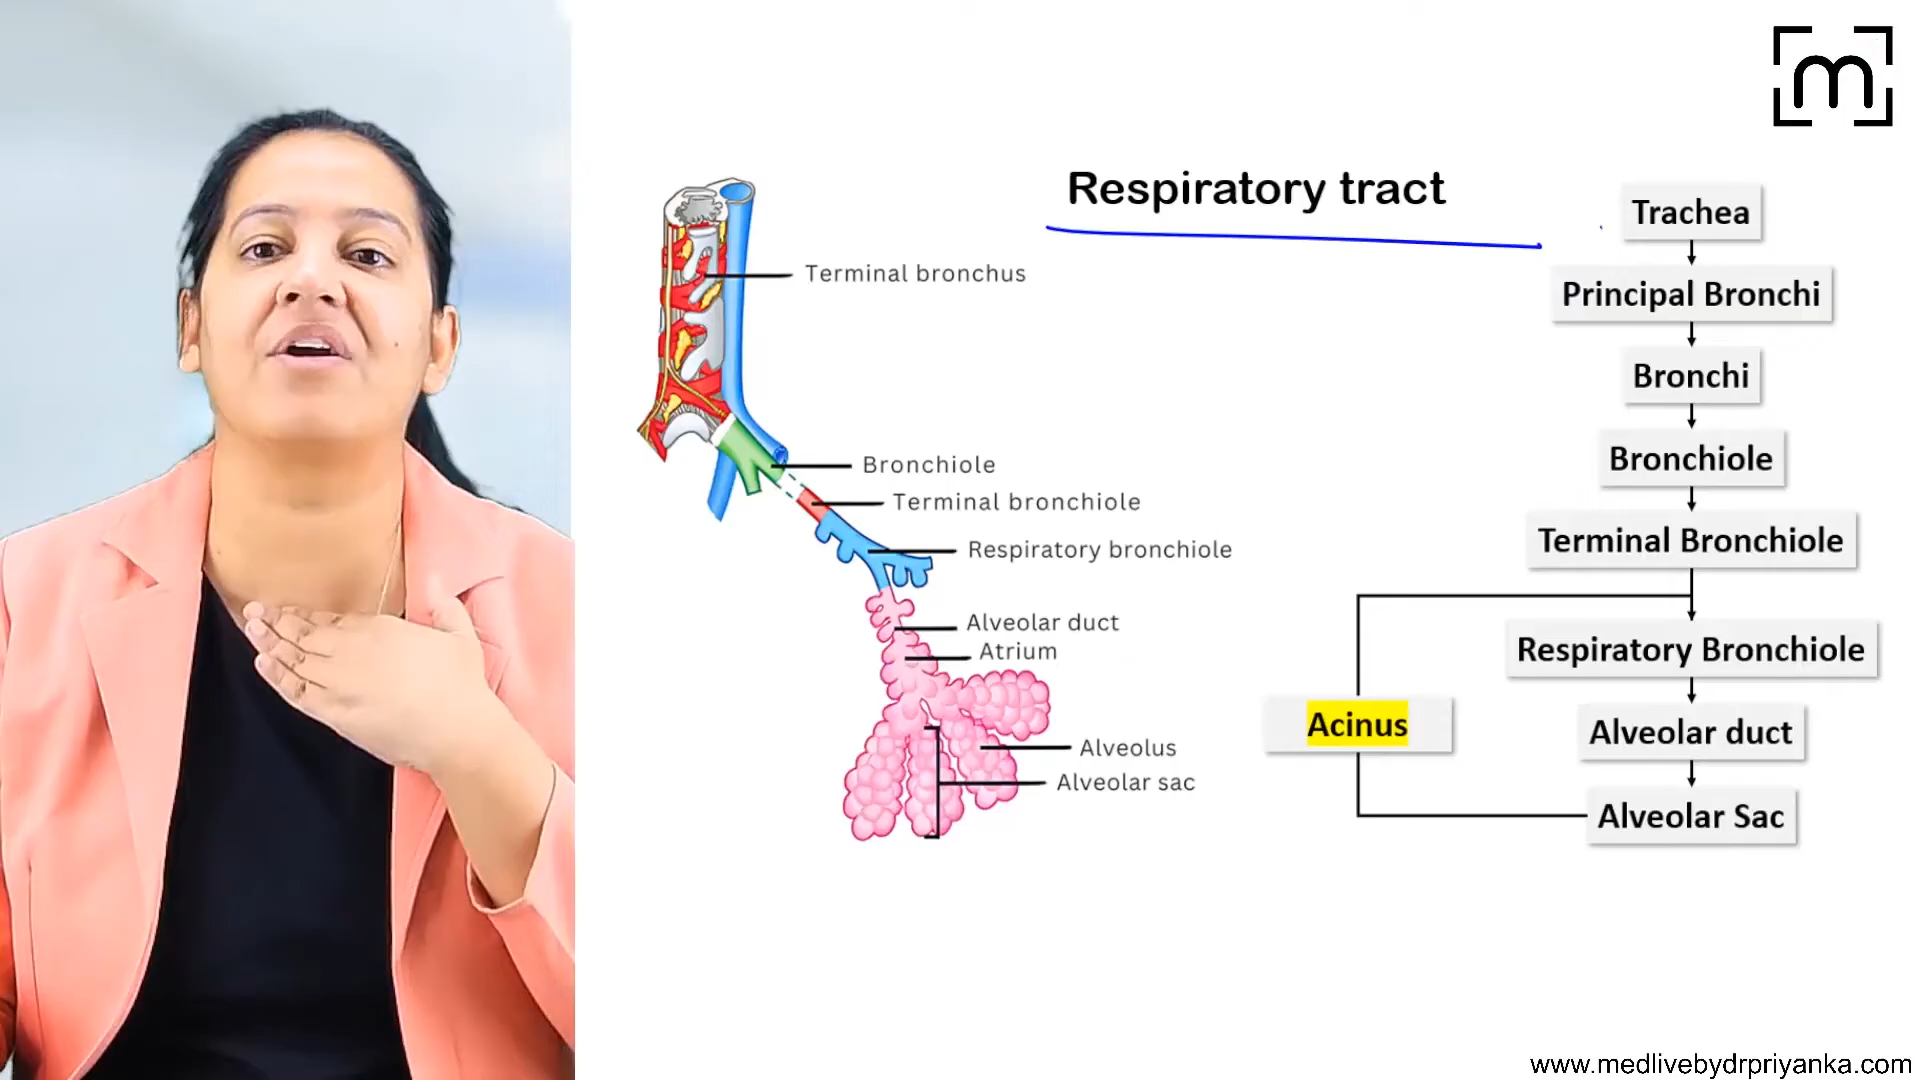 m
Respiratory tract
Terminal bronchus
Bronchiole
Terminal bronchiole
Respiratory bronchiole
Alveolar duct
Atrium
Alveolus
Alveolar sac
Trachea
Principal Bronchi
Bronchi
Bronchiole
Terminal Bronchiole
Respiratory Bronchiole
Acinus
Alveolar duct
Alveolar Sac
www.medlivebydrpriyanka.com